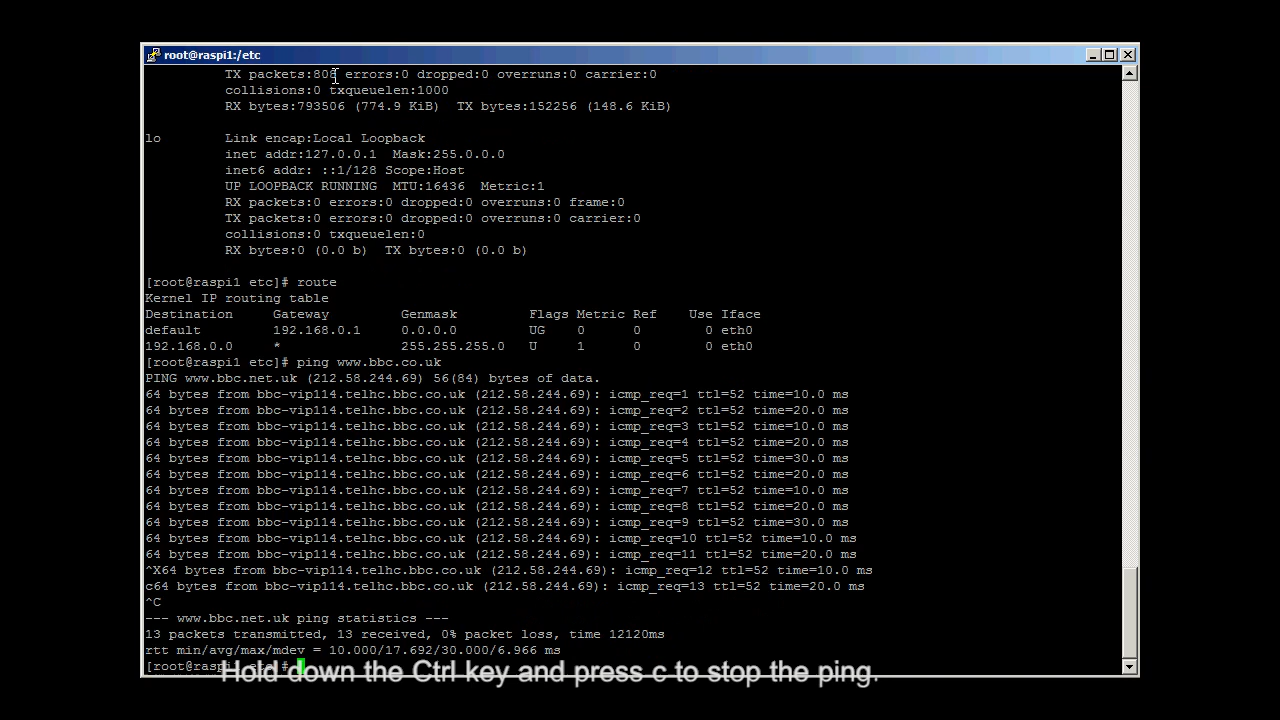 root@raspi1:/etc
TX packets:808 errors:0 dropped:0 overruns:0 carrier:0
collisions:0 txqueuelen:1000
RX bytes:793506 (774.9 KiB)  TX bytes:152256 (148.6 KiB)
lo        Link encap:Local Loopback
inet addr:127.0.0.1  Mask:255.0.0.0
inet6 addr: ::1/128 Scope:Host
UP LOOPBACK RUNNING  MTU:16436  Metric:1
RX packets:0 errors:0 dropped:0 overruns:0 frame:0
TX packets:0 errors:0 dropped:0 overruns:0 carrier:0
collisions:0 txqueuelen:0
RX bytes:0 (0.0 b)  TX bytes:0 (0.0 b)
[root@raspi1 etc]# route
Kernel IP routing table
Destination     Gateway         Genmask         Flags Metric Ref    Use Iface
default         192.168.0.1     0.0.0.0         UG    0      0        0 eth0
192.168.0.0     *               255.255.255.0   U     1      0        0 eth0
[root@raspi1 etc]# ping www.bbc.co.uk
PING www.bbc.net.uk (212.58.244.69) 56(84) bytes of data.
64 bytes from bbc-vip114.telhc.bbc.co.uk (212.58.244.69): icmp_req=1 ttl=52 time=10.0 ms
64 bytes from bbc-vip114.telhc.bbc.co.uk (212.58.244.69): icmp_req=2 ttl=52 time=20.0 ms
64 bytes from bbc-vip114.telhc.bbc.co.uk (212.58.244.69): icmp_req=3 ttl=52 time=10.0 ms
64 bytes from bbc-vip114.telhc.bbc.co.uk (212.58.244.69): icmp_req=4 ttl=52 time=20.0 ms
64 bytes from bbc-vip114.telhc.bbc.co.uk (212.58.244.69): icmp_req=5 ttl=52 time=30.0 ms
64 bytes from bbc-vip114.telhc.bbc.co.uk (212.58.244.69): icmp_req=6 ttl=52 time=20.0 ms
64 bytes from bbc-vip114.telhc.bbc.co.uk (212.58.244.69): icmp_req=7 ttl=52 time=10.0 ms
64 bytes from bbc-vip114.telhc.bbc.co.uk (212.58.244.69): icmp_req=8 ttl=52 time=20.0 ms
64 bytes from bbc-vip114.telhc.bbc.co.uk (212.58.244.69): icmp_req=9 ttl=52 time=30.0 ms
64 bytes from bbc-vip114.telhc.bbc.co.uk (212.58.244.69): icmp_req=10 ttl=52 time=10.0 ms
64 bytes from bbc-vip114.telhc.bbc.co.uk (212.58.244.69): icmp_req=11 ttl=52 time=20.0 ms
^X64 bytes from bbc-vip114.telhc.bbc.co.uk (212.58.244.69): icmp_req=12 ttl=52 time=10.0 ms
c64 bytes from bbc-vip114.telhc.bbc.co.uk (212.58.244.69): icmp_req=13 ttl=52 time=20.0 ms
^C
--- www.bbc.net.uk ping statistics ---
13 packets transmitted, 13 received, 0% packet loss, time 12120ms
rtt min/avg/max/mdev = 10.000/17.692/30.000/6.966 ms
[root@raspi1 etc]#
Hold down the Ctrl key and press c to stop the ping.